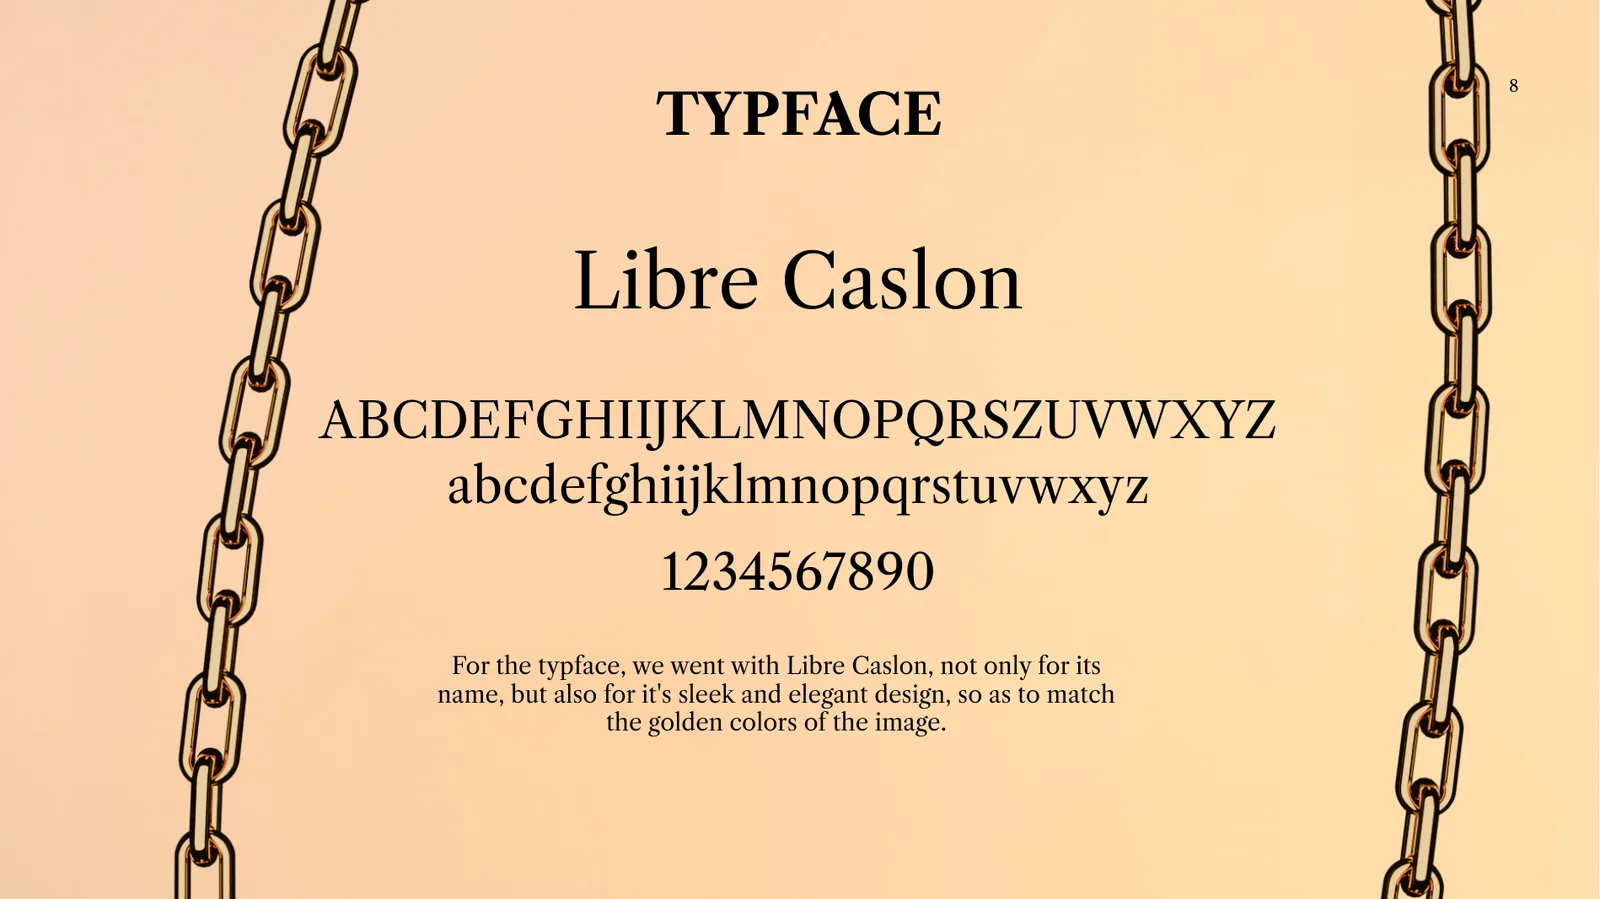 8
TYPFACE
Libre Caslon
ABCDEFGHIIJKLMNOPQRSZUVWXYZ
abcdefghiijklmnopqrstuvwxyz
1234567890
For the typface, we went with Libre Caslon, not only for its
name, but also for it's sleek and elegant design, so as to match
the golden colors of the image.